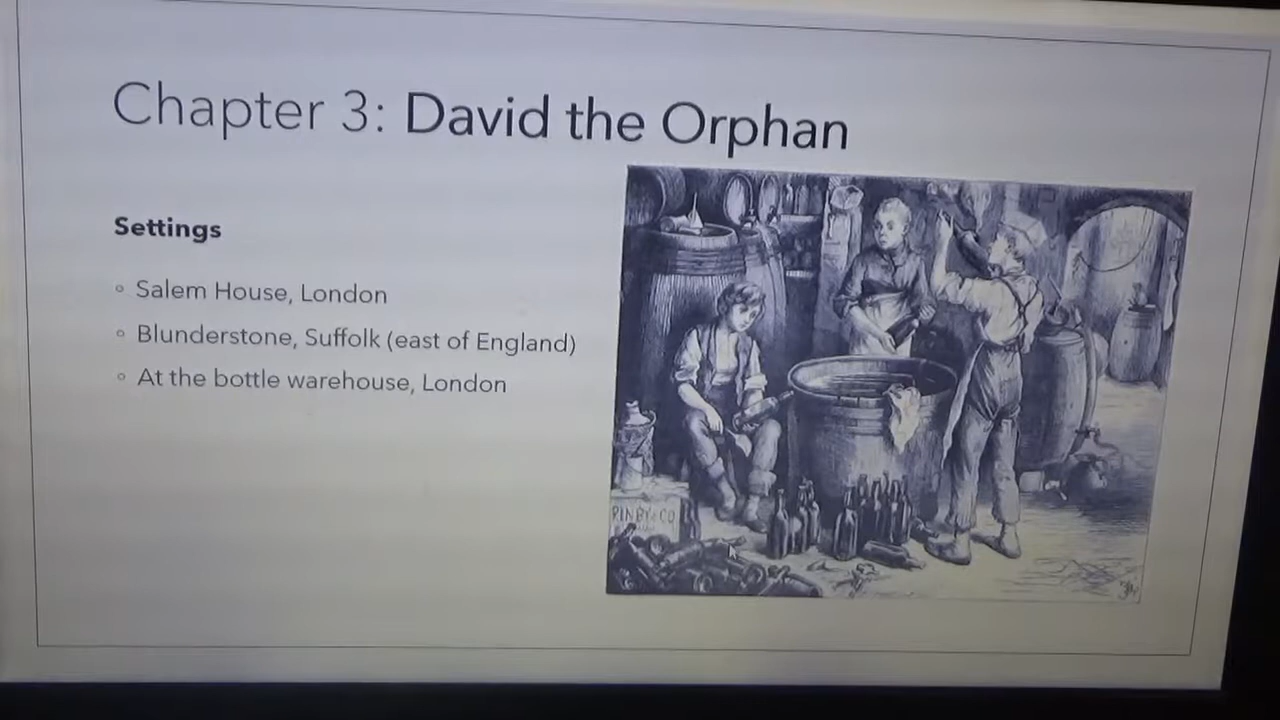 Chapter 3: David the Orphan
Settings
Salem House, London
Blunderstone, Suffolk (east of England)
At the bottle warehouse, London
PINBY & CO